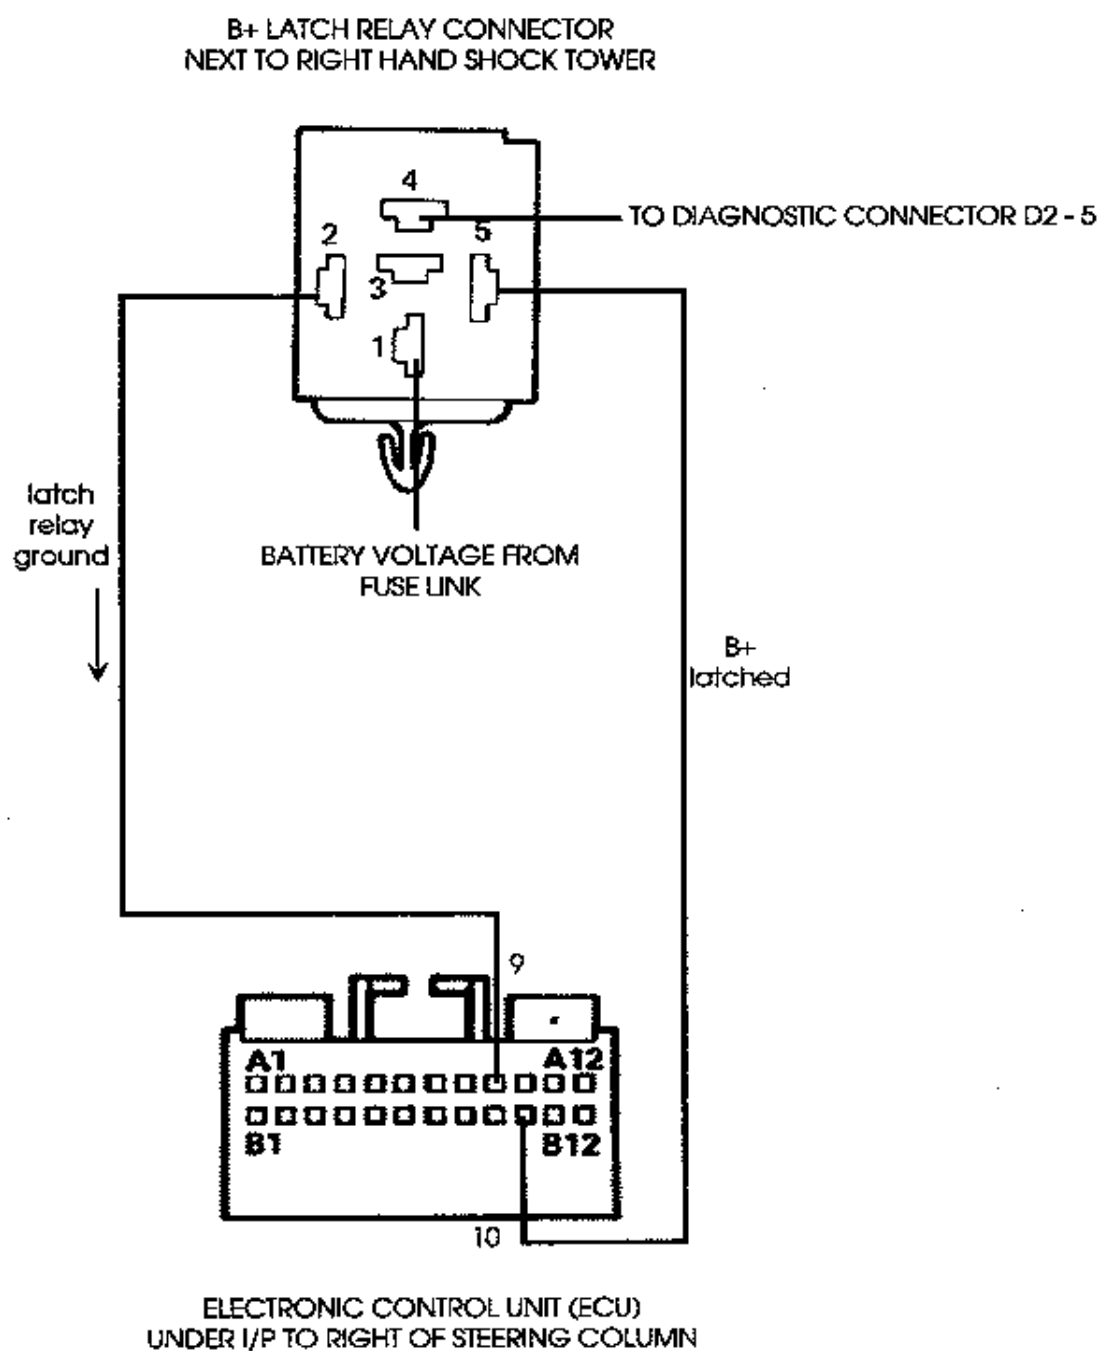 B+ LATCH RELAY CONNECTOR
NEXT TO RIGHT HAND SHOCK TOWER
4
TO DIAGNOSTIC CONNECTOR D2 - 5
2
5
3
1
latch
relay
ground
BATTERY VOLTAGE FROM
FUSE LINK
B+
latched
9
A1 A12
B1 B12
10
ELECTRONIC CONTROL UNIT (ECU)
UNDER I/P TO RIGHT OF STEERING COLUMN